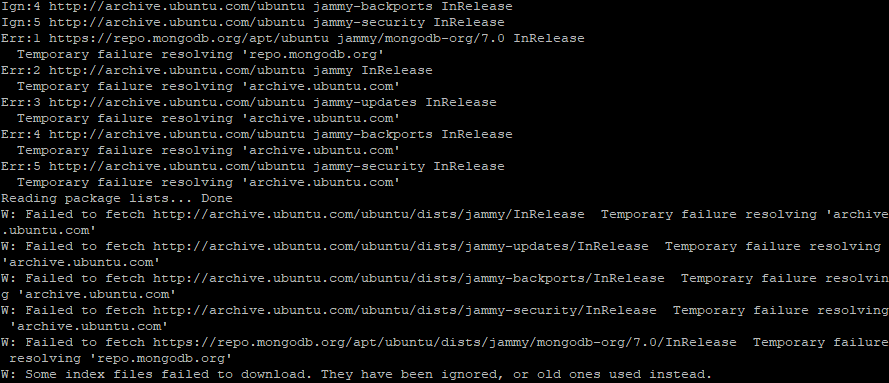 Ign:4 http://archive.ubuntu.com/ubuntu jammy-backports InRelease
Ign:5 http://archive.ubuntu.com/ubuntu jammy-security InRelease
Err:1 https://repo.mongodb.org/apt/ubuntu jammy/mongodb-org/7.0 InRelease
  Temporary failure resolving 'repo.mongodb.org'
Err:2 http://archive.ubuntu.com/ubuntu jammy InRelease
  Temporary failure resolving 'archive.ubuntu.com'
Err:3 http://archive.ubuntu.com/ubuntu jammy-updates InRelease
  Temporary failure resolving 'archive.ubuntu.com'
Err:4 http://archive.ubuntu.com/ubuntu jammy-backports InRelease
  Temporary failure resolving 'archive.ubuntu.com'
Err:5 http://archive.ubuntu.com/ubuntu jammy-security InRelease
  Temporary failure resolving 'archive.ubuntu.com'
Reading package lists... Done
W: Failed to fetch http://archive.ubuntu.com/ubuntu/dists/jammy/InRelease  Temporary failure resolving 'archive
.ubuntu.com'
W: Failed to fetch http://archive.ubuntu.com/ubuntu/dists/jammy-updates/InRelease  Temporary failure resolving
'archive.ubuntu.com'
W: Failed to fetch http://archive.ubuntu.com/ubuntu/dists/jammy-backports/InRelease  Temporary failure resolvin
g 'archive.ubuntu.com'
W: Failed to fetch http://archive.ubuntu.com/ubuntu/dists/jammy-security/InRelease  Temporary failure resolving
 'archive.ubuntu.com'
W: Failed to fetch https://repo.mongodb.org/apt/ubuntu/dists/jammy/mongodb-org/7.0/InRelease  Temporary failure
 resolving 'repo.mongodb.org'
W: Some index files failed to download. They have been ignored, or old ones used instead.